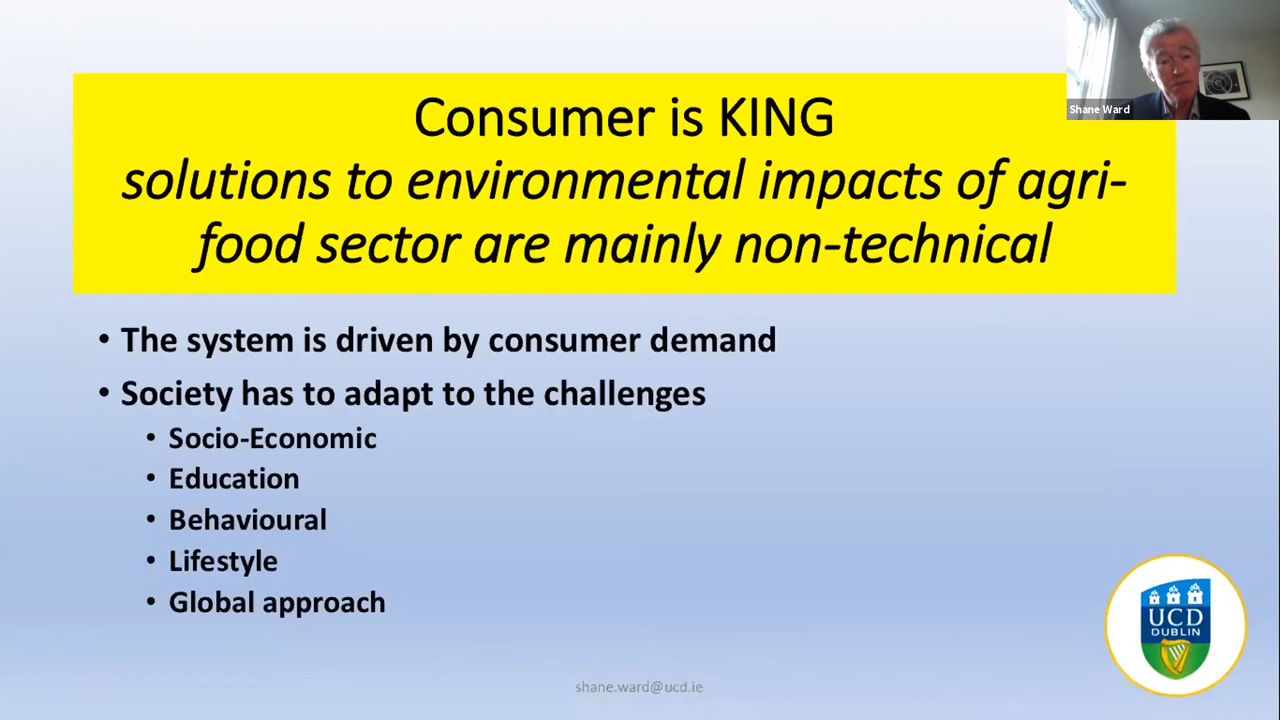 Consumer is KING
solutions to environmental impacts of agri-
food sector are mainly non-technical
Shane Ward
• The system is driven by consumer demand
• Society has to adapt to the challenges
• Socio-Economic
• Education
• Behavioural
• Lifestyle
• Global approach
UCD
DUBLIN
shane.ward@ucd.ie